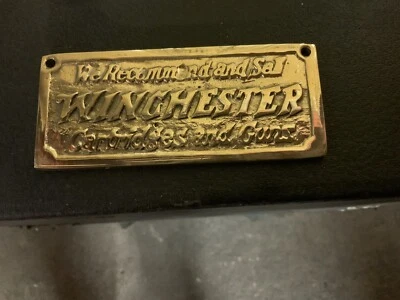 We Recommend and Sell
WINCHESTER
Cartridges and Guns